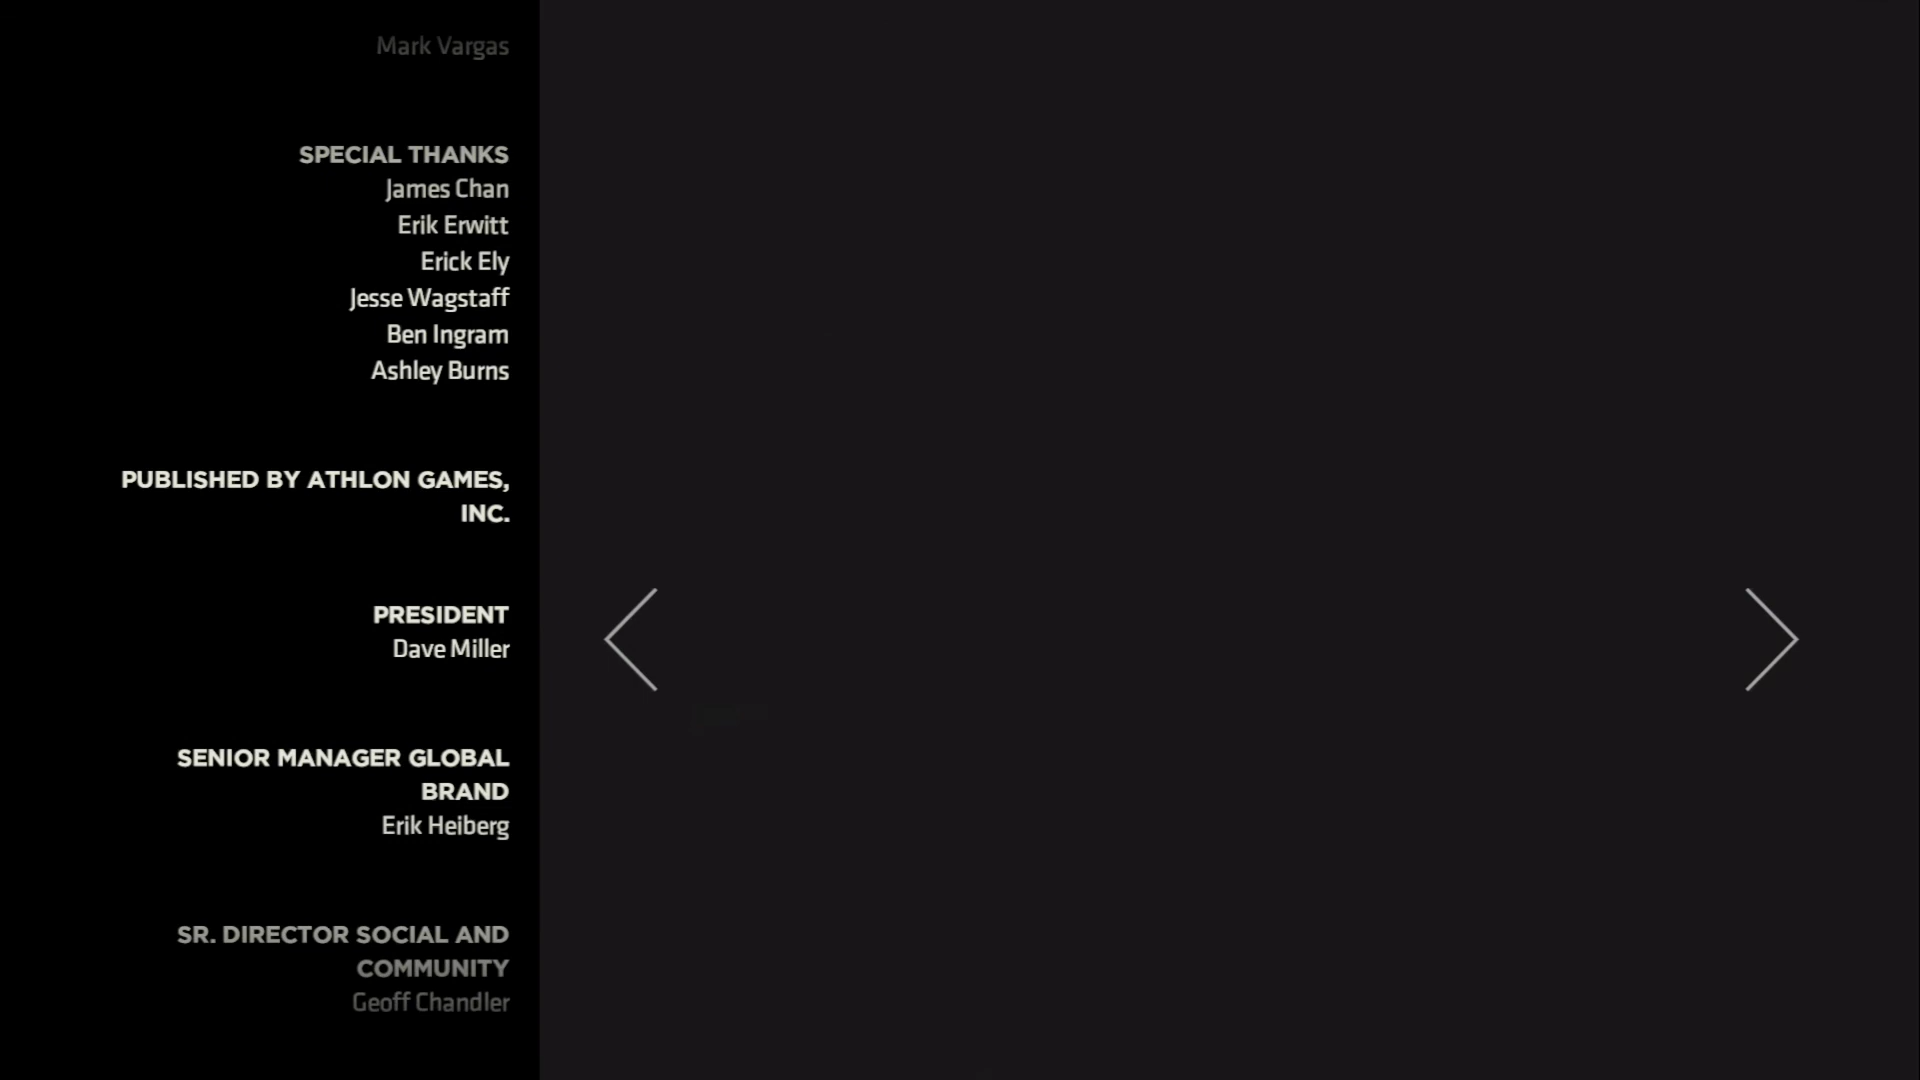 Mark Vargas
SPECIAL THANKS
James Chan
Erik Erwitt
Erick Ely
Jesse Wagstaff
Ben Ingram
Ashley Burns
PUBLISHED BY ATHLON GAMES,
INC.
PRESIDENT
Dave Miller
SENIOR MANAGER GLOBAL
BRAND
Erik Heiberg
SR. DIRECTOR SOCIAL AND
COMMUNITY
Geoff Chandler